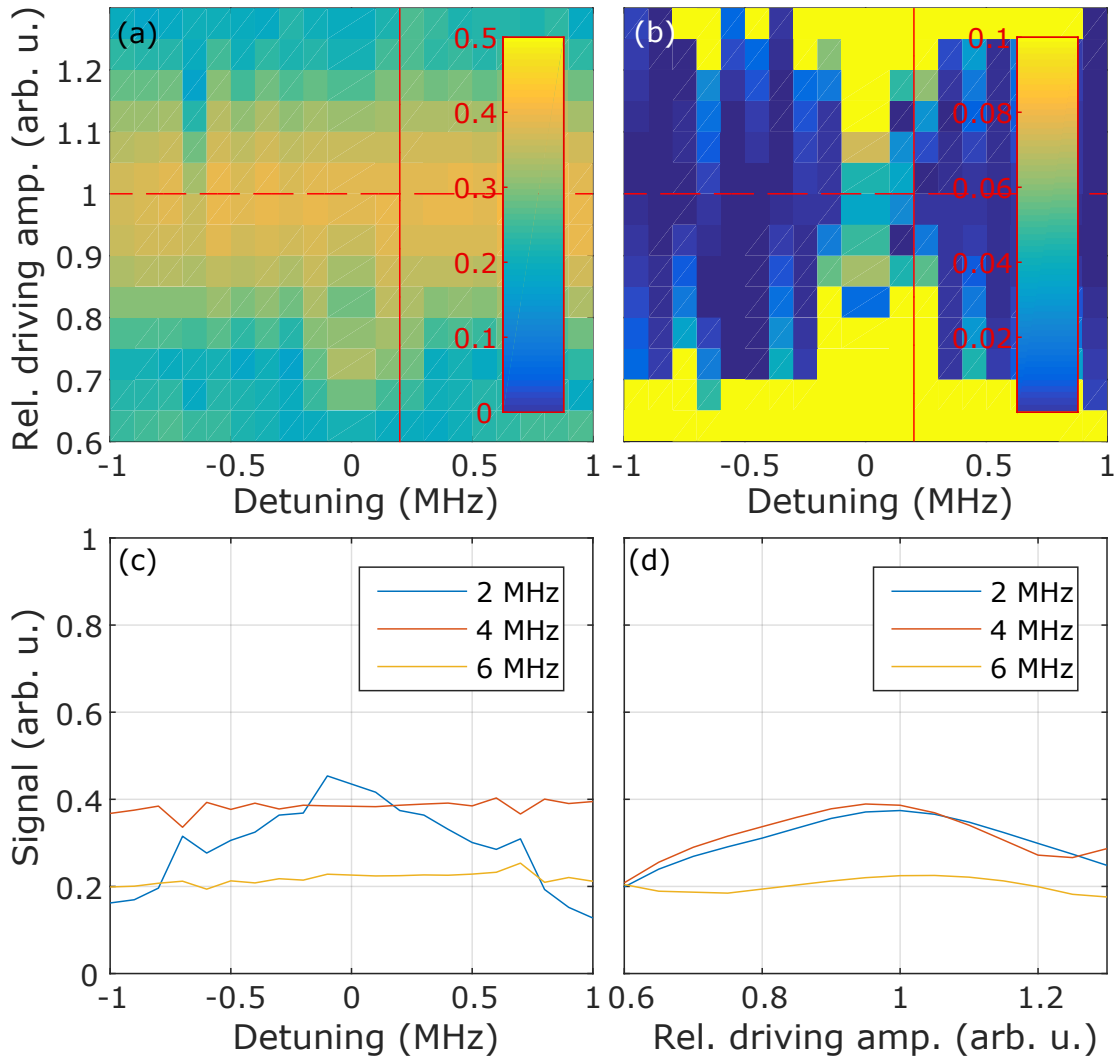 (a)
0.5
0.4
0.3
0.2
0.1
0
1.2
1.1
1
0.9
0.8
0.7
0.6
Rel. driving amp. (arb. u.)
-1
-0.5
0
0.5
1
Detuning (MHz)
(b)
0.1
0.08
0.06
0.04
0.02
-1
-0.5
0
0.5
1
Detuning (MHz)
(c)
2 MHz
4 MHz
6 MHz
1
0.8
0.6
0.4
0.2
0
Signal (arb. u.)
-1
-0.5
0
0.5
1
Detuning (MHz)
(d)
2 MHz
4 MHz
6 MHz
0.6
0.8
1
1.2
Rel. driving amp. (arb. u.)